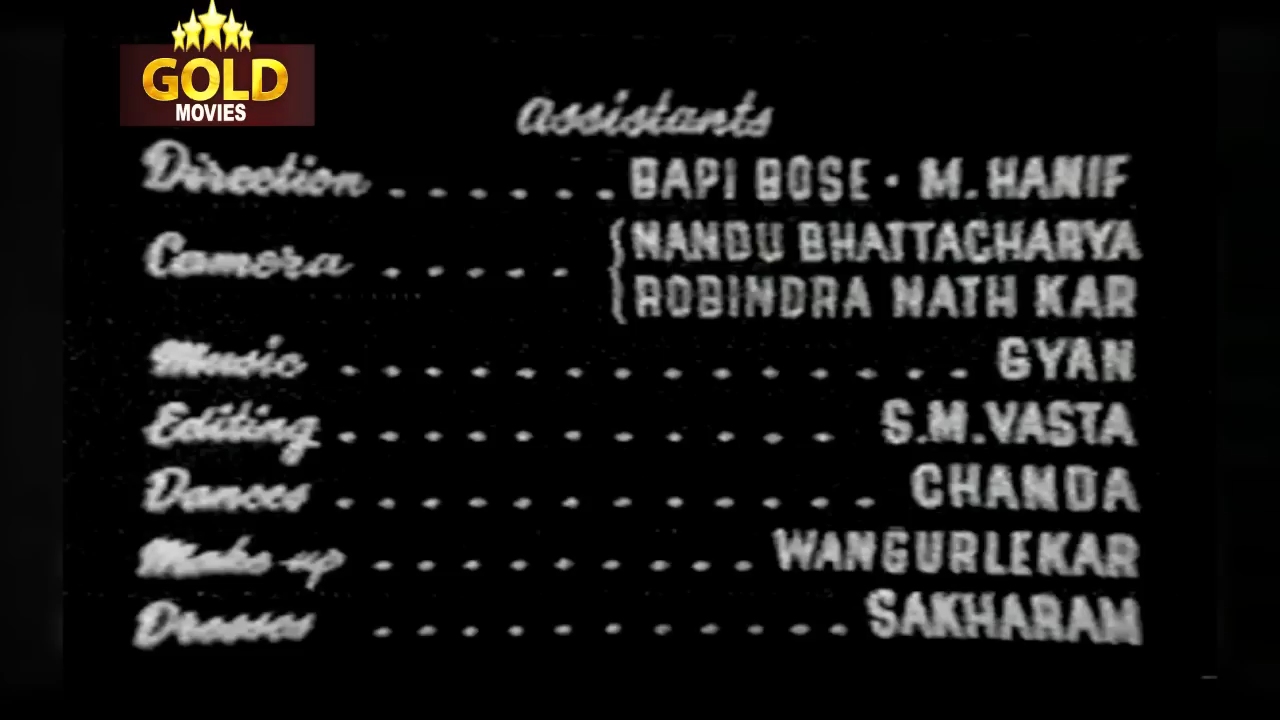 GOLD
MOVIES
Assistants
Direction . . . . . . BAPI BOSE · M. HANIF
Camera . . . . . { NANDU BHATTACHARYA
ROBINDRA NATH KAR
Music . . . . . . . . . . . . . . GYAN
Editing . . . . . . . . . . . S.M.VASTA
Dances . . . . . . . . . . . . CHANDA
Make-up . . . . . . . . . WANGURLEKAR
Dresses . . . . . . . . . . . SAKHARAM